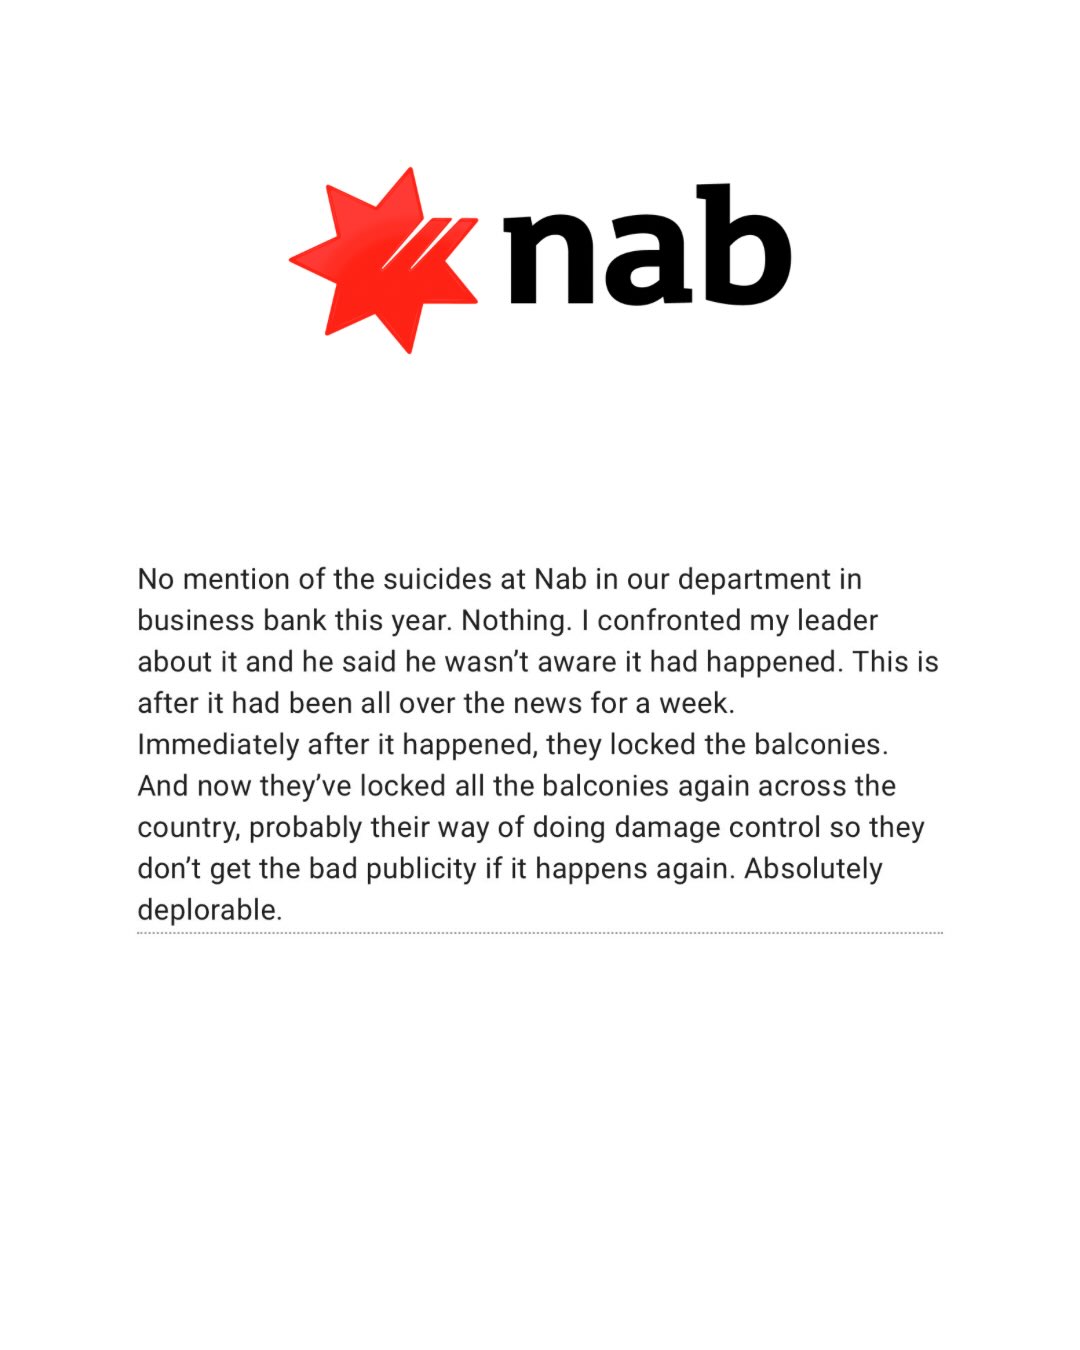 nab
No mention of the suicides at Nab in our department in
business bank this year. Nothing. I confronted my leader
about it and he said he wasn’t aware it had happened. This is
after it had been all over the news for a week.
Immediately after it happened, they locked the balconies.
And now they’ve locked all the balconies again across the
country, probably their way of doing damage control so they
don’t get the bad publicity if it happens again. Absolutely
deplorable.